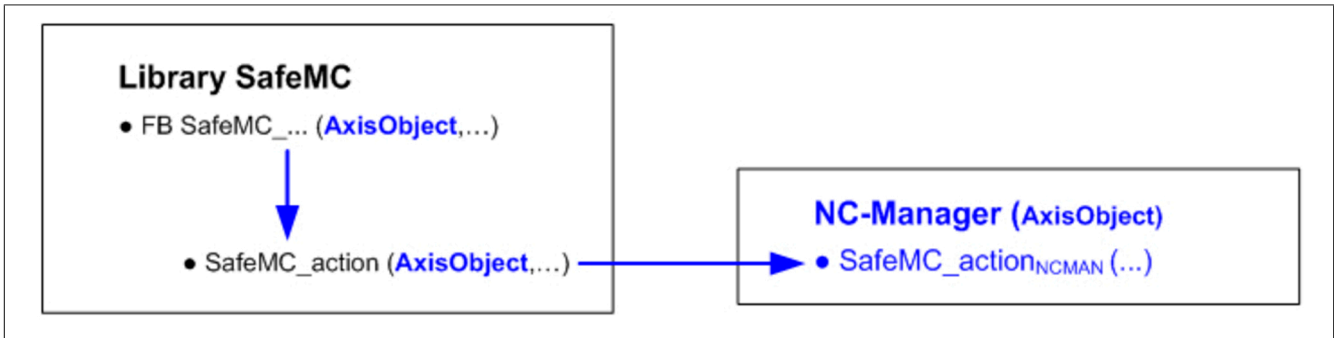 Library SafeMC
● FB SafeMC_... (AxisObject,...)
● SafeMC_action (AxisObject,...)
NC-Manager (AxisObject)
● SafeMC_actionNCMAN (...)